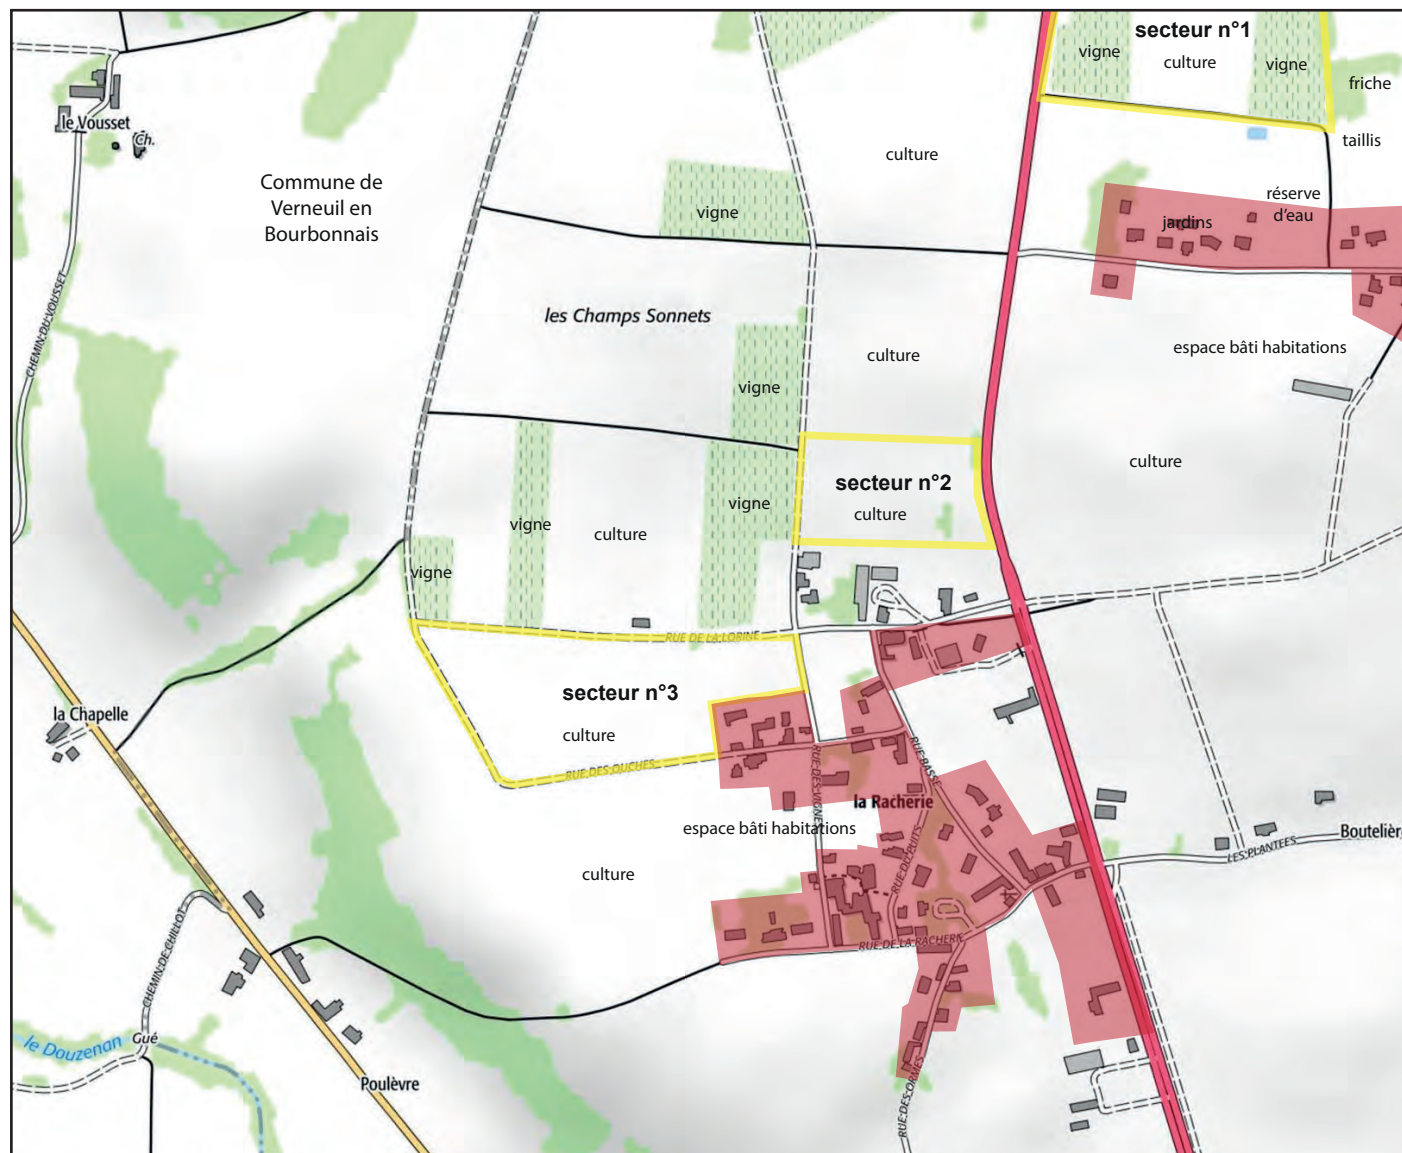 secteur n°1
vigne
culture
vigne
friche
taillis
le Vousset
Ch.
culture
Commune de
Verneuil en
Bourbonnais
vigne
réserve
d'eau
jardins
CHEMIN DU VOUSSET
les Champs Sonnets
espace bâti habitations
culture
vigne
culture
secteur n°2
culture
vigne
vigne
culture
vigne
RUE DE LA LORINE
secteur n°3
culture
la Chapelle
RUE DES OUCHES
RUE DES VIGNES
RUE BASSE
la Racherie
espace bâti habitations
RUE DU PUITS
culture
Boutelière
LES PLANTEES
CHEMIN DE CHILLOT
RUE DE LA RACHERIE
le Douzenan
Gué
Poulèvre
RUE DES ORMES